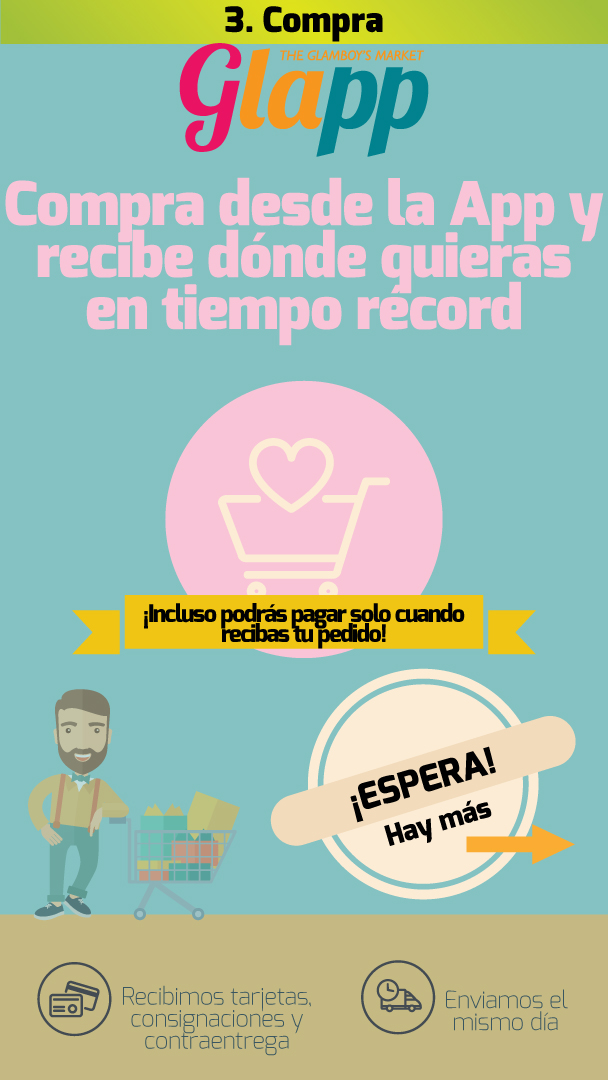 3. Compra
THE GLAMBOY'S MARKET
Glapp
Compra desde la App y
recibe dónde quieras
en tiempo récord
¡Incluso podrás pagar solo cuando
recibas tu pedido!
¡ESPERA!
Hay más
Recibimos tarjetas,
consignaciones y
contraentrega
Enviamos el
mismo día